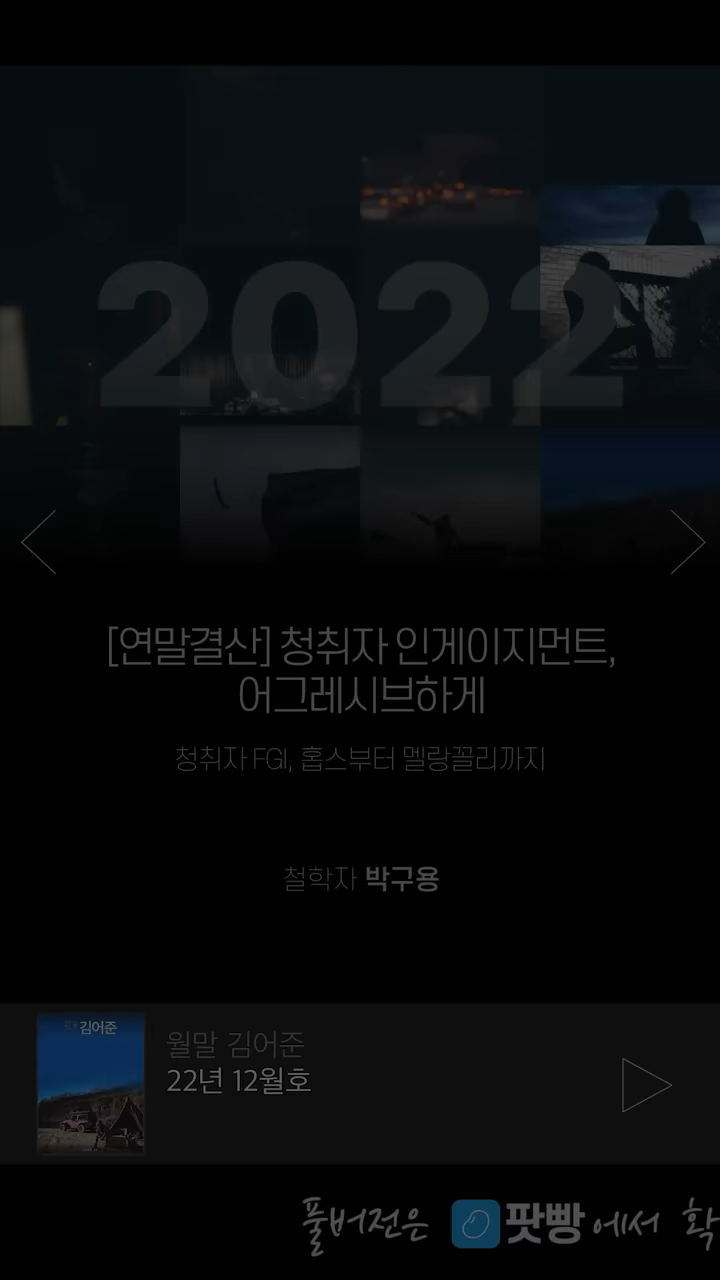 2022
[연말결산] 청취자 인게이지먼트,
어그레시브하게
청취자 FGI, 홉스부터 멜랑꼴리까지
철학자 박구용
김어준
월말 김어준
22년 12월호
풀버전은 팟빵에서 확